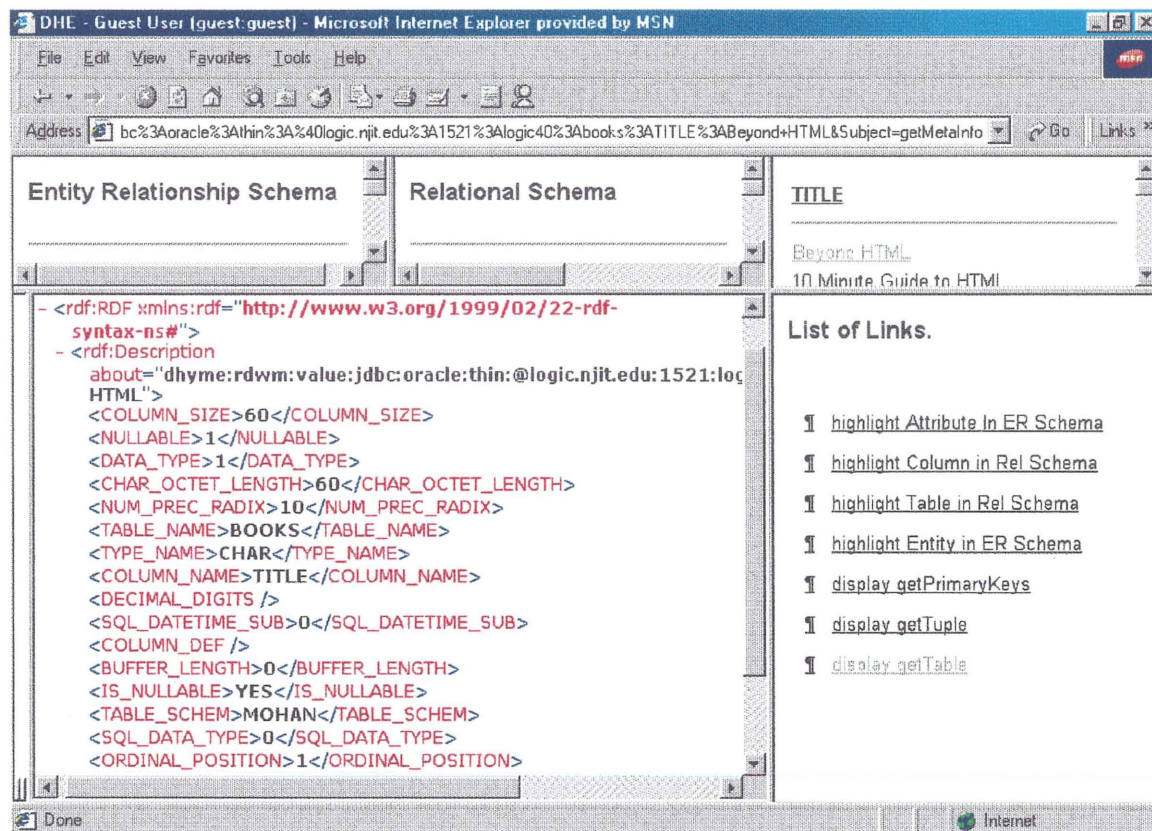 DHE - Guest User (guest:guest) - Microsoft Internet Explorer provided by MSN
File Edit View Favorites Tools Help
msn
Address bc%3Aoracle%3Athin%3A%40logic.njit.edu%3A1521%3Alogic40%3Abooks%3ATITLE%3ABeyond+HTML&Subject=getMetaInfo Go Links »
Entity Relationship Schema
Relational Schema
TITLE
Beyond HTML
10 Minute Guide to HTML
- <rdf:RDF xmlns:rdf="http://www.w3.org/1999/02/22-rdf-
syntax-ns#">
- <rdf:Description
about="dhyme:rdwm:value:jdbc:oracle:thin:@logic.njit.edu:1521:log
HTML">
<COLUMN_SIZE>60</COLUMN_SIZE>
<NULLABLE>1</NULLABLE>
<DATA_TYPE>1</DATA_TYPE>
<CHAR_OCTET_LENGTH>60</CHAR_OCTET_LENGTH>
<NUM_PREC_RADIX>10</NUM_PREC_RADIX>
<TABLE_NAME>BOOKS</TABLE_NAME>
<TYPE_NAME>CHAR</TYPE_NAME>
<COLUMN_NAME>TITLE</COLUMN_NAME>
<DECIMAL_DIGITS />
<SQL_DATETIME_SUB>0</SQL_DATETIME_SUB>
<COLUMN_DEF />
<BUFFER_LENGTH>0</BUFFER_LENGTH>
<IS_NULLABLE>YES</IS_NULLABLE>
<TABLE_SCHEM>MOHAN</TABLE_SCHEM>
<SQL_DATA_TYPE>0</SQL_DATA_TYPE>
<ORDINAL_POSITION>1</ORDINAL_POSITION>
List of Links.
¶ highlight Attribute In ER Schema
¶ highlight Column in Rel Schema
¶ highlight Table in Rel Schema
¶ highlight Entity in ER Schema
¶ display getPrimaryKeys
¶ display getTuple
¶ display getTable
Done
Internet